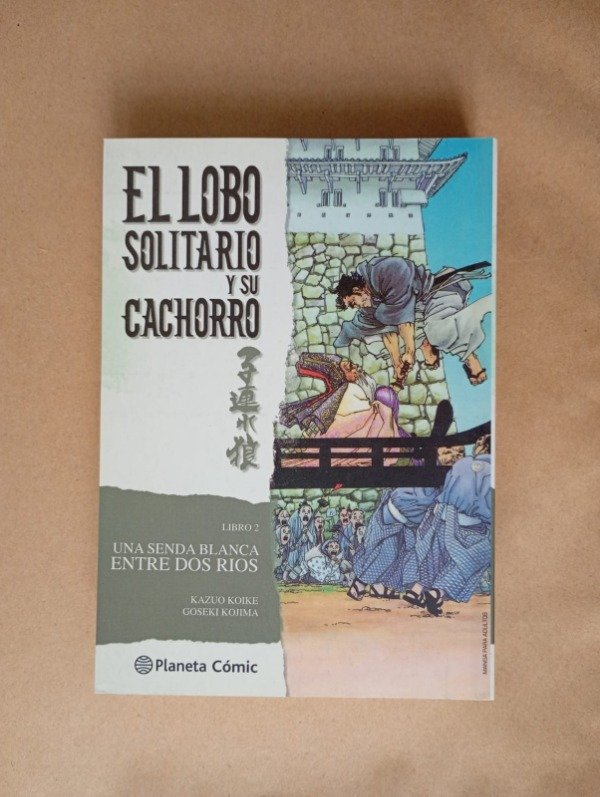 EL LOBO
SOLITARIO
Y SU
CACHORRO
子連れ狼
LIBRO 2
UNA SENDA BLANCA
ENTRE DOS RIOS
KAZUO KOIKE
GOSEKI KOJIMA
Planeta Cómic
MANGA PARA ADULTOS